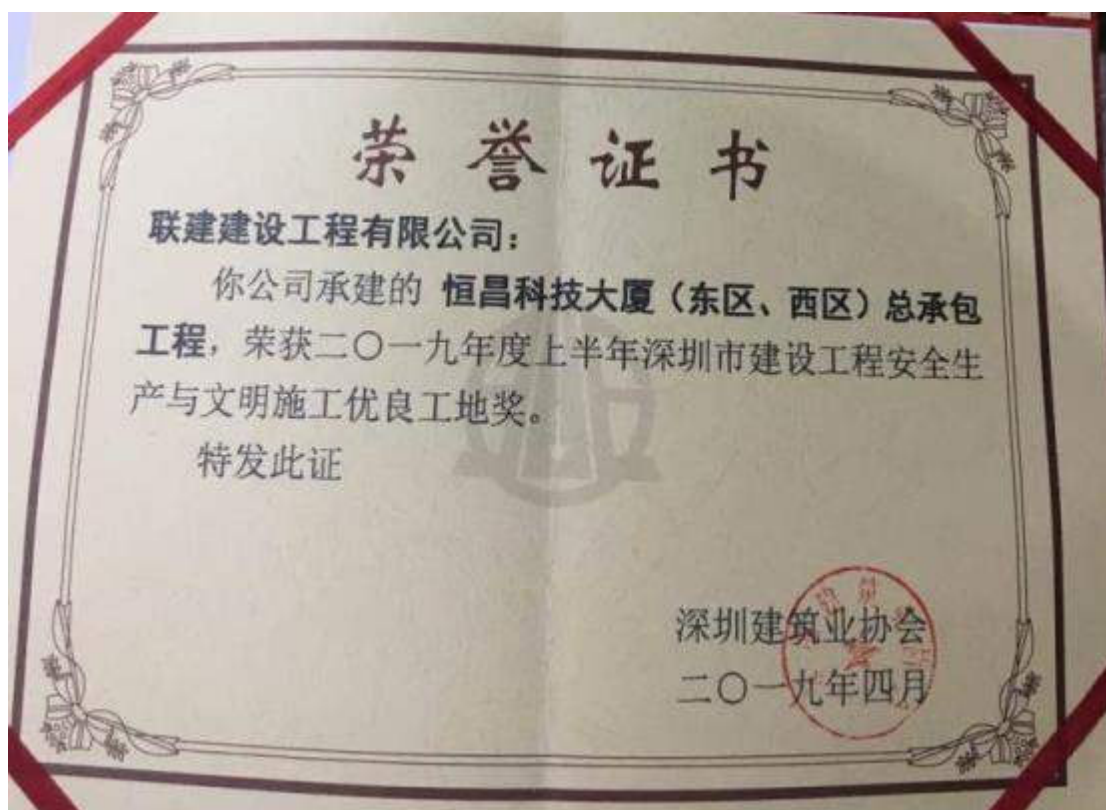 荣誉证书
联建建设工程有限公司：
你公司承建的 恒昌科技大厦（东区、西区）总承包
工程，荣获二〇一九年度上半年深圳市建设工程安全生
产与文明施工优良工地奖。
特发此证
深圳建筑业协会
二〇一九年四月